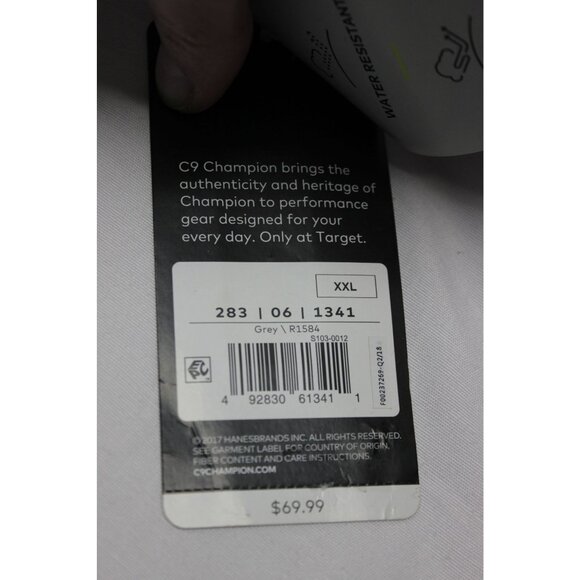 WATER RESISTANT
C9 Champion brings the
authenticity and heritage of
Champion to performance
gear designed for your
every day. Only at Target.
XXL
283 | 06 | 1341
Grey \ R1584
S103-0012
4 92830 61341 1
F00237269-Q2/18
©2017 HANESBRANDS INC. ALL RIGHTS RESERVED.
SEE GARMENT LABEL FOR COUNTRY OF ORIGIN,
FIBER CONTENT AND CARE INSTRUCTIONS.
C9CHAMPION.COM
$69.99